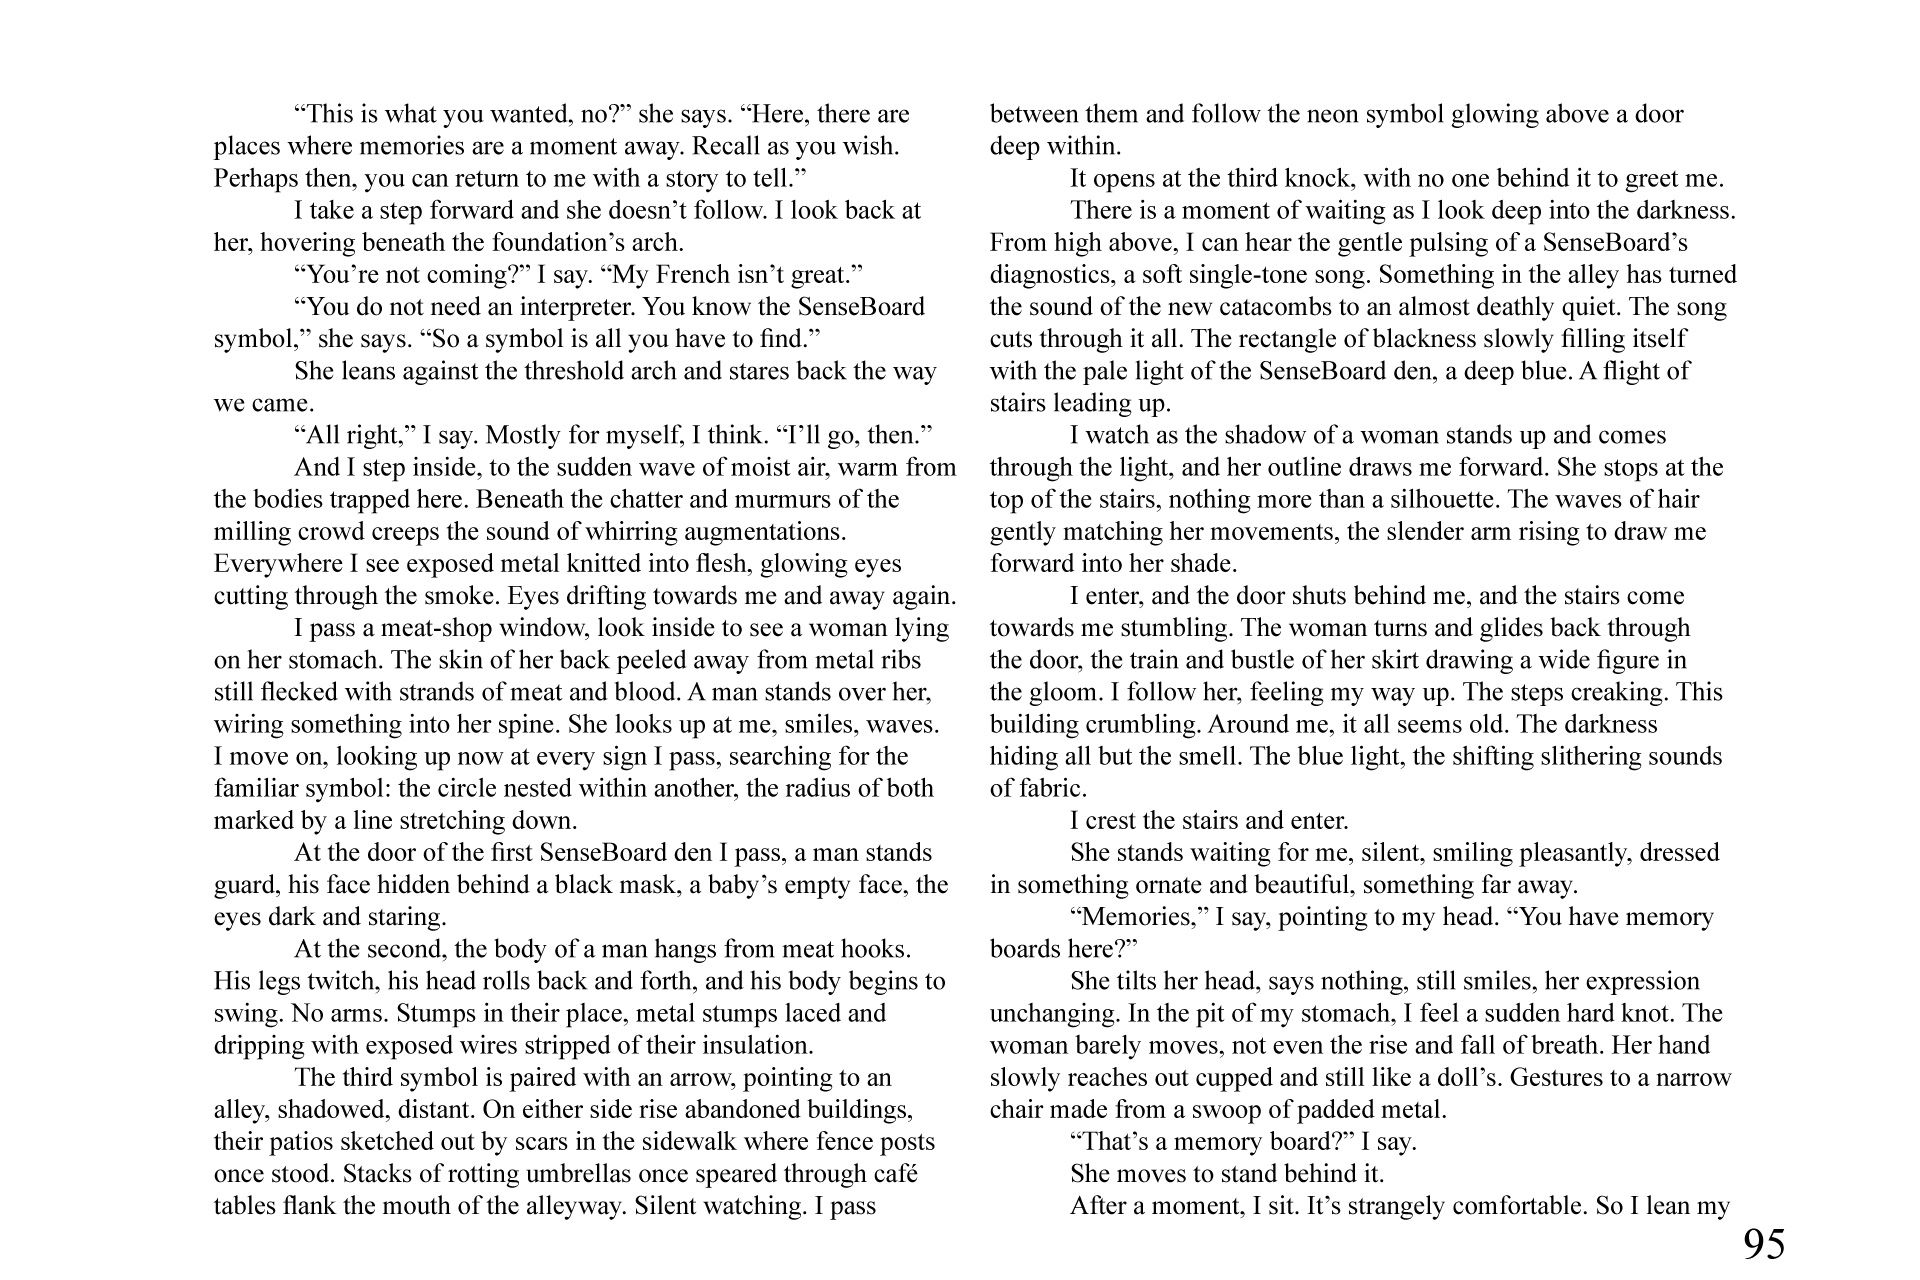 “This is what you wanted, no?” she says. “Here, there are
places where memories are a moment away. Recall as you wish.
Perhaps then, you can return to me with a story to tell.”
I take a step forward and she doesn’t follow. I look back at
her, hovering beneath the foundation’s arch.
“You’re not coming?” I say. “My French isn’t great.”
“You do not need an interpreter. You know the SenseBoard
symbol,” she says. “So a symbol is all you have to find.”
She leans against the threshold arch and stares back the way
we came.
“All right,” I say. Mostly for myself, I think. “I’ll go, then.”
And I step inside, to the sudden wave of moist air, warm from
the bodies trapped here. Beneath the chatter and murmurs of the
milling crowd creeps the sound of whirring augmentations.
Everywhere I see exposed metal knitted into flesh, glowing eyes
cutting through the smoke. Eyes drifting towards me and away again.
I pass a meat-shop window, look inside to see a woman lying
on her stomach. The skin of her back peeled away from metal ribs
still flecked with strands of meat and blood. A man stands over her,
wiring something into her spine. She looks up at me, smiles, waves.
I move on, looking up now at every sign I pass, searching for the
familiar symbol: the circle nested within another, the radius of both
marked by a line stretching down.
At the door of the first SenseBoard den I pass, a man stands
guard, his face hidden behind a black mask, a baby’s empty face, the
eyes dark and staring.
At the second, the body of a man hangs from meat hooks.
His legs twitch, his head rolls back and forth, and his body begins to
swing. No arms. Stumps in their place, metal stumps laced and
dripping with exposed wires stripped of their insulation.
The third symbol is paired with an arrow, pointing to an
alley, shadowed, distant. On either side rise abandoned buildings,
their patios sketched out by scars in the sidewalk where fence posts
once stood. Stacks of rotting umbrellas once speared through café
tables flank the mouth of the alleyway. Silent watching. I pass
between them and follow the neon symbol glowing above a door
deep within.
It opens at the third knock, with no one behind it to greet me.
There is a moment of waiting as I look deep into the darkness.
From high above, I can hear the gentle pulsing of a SenseBoard’s
diagnostics, a soft single-tone song. Something in the alley has turned
the sound of the new catacombs to an almost deathly quiet. The song
cuts through it all. The rectangle of blackness slowly filling itself
with the pale light of the SenseBoard den, a deep blue. A flight of
stairs leading up.
I watch as the shadow of a woman stands up and comes
through the light, and her outline draws me forward. She stops at the
top of the stairs, nothing more than a silhouette. The waves of hair
gently matching her movements, the slender arm rising to draw me
forward into her shade.
I enter, and the door shuts behind me, and the stairs come
towards me stumbling. The woman turns and glides back through
the door, the train and bustle of her skirt drawing a wide figure in
the gloom. I follow her, feeling my way up. The steps creaking. This
building crumbling. Around me, it all seems old. The darkness
hiding all but the smell. The blue light, the shifting slithering sounds
of fabric.
I crest the stairs and enter.
She stands waiting for me, silent, smiling pleasantly, dressed
in something ornate and beautiful, something far away.
“Memories,” I say, pointing to my head. “You have memory
boards here?”
She tilts her head, says nothing, still smiles, her expression
unchanging. In the pit of my stomach, I feel a sudden hard knot. The
woman barely moves, not even the rise and fall of breath. Her hand
slowly reaches out cupped and still like a doll’s. Gestures to a narrow
chair made from a swoop of padded metal.
“That’s a memory board?” I say.
She moves to stand behind it.
After a moment, I sit. It’s strangely comfortable. So I lean my
95